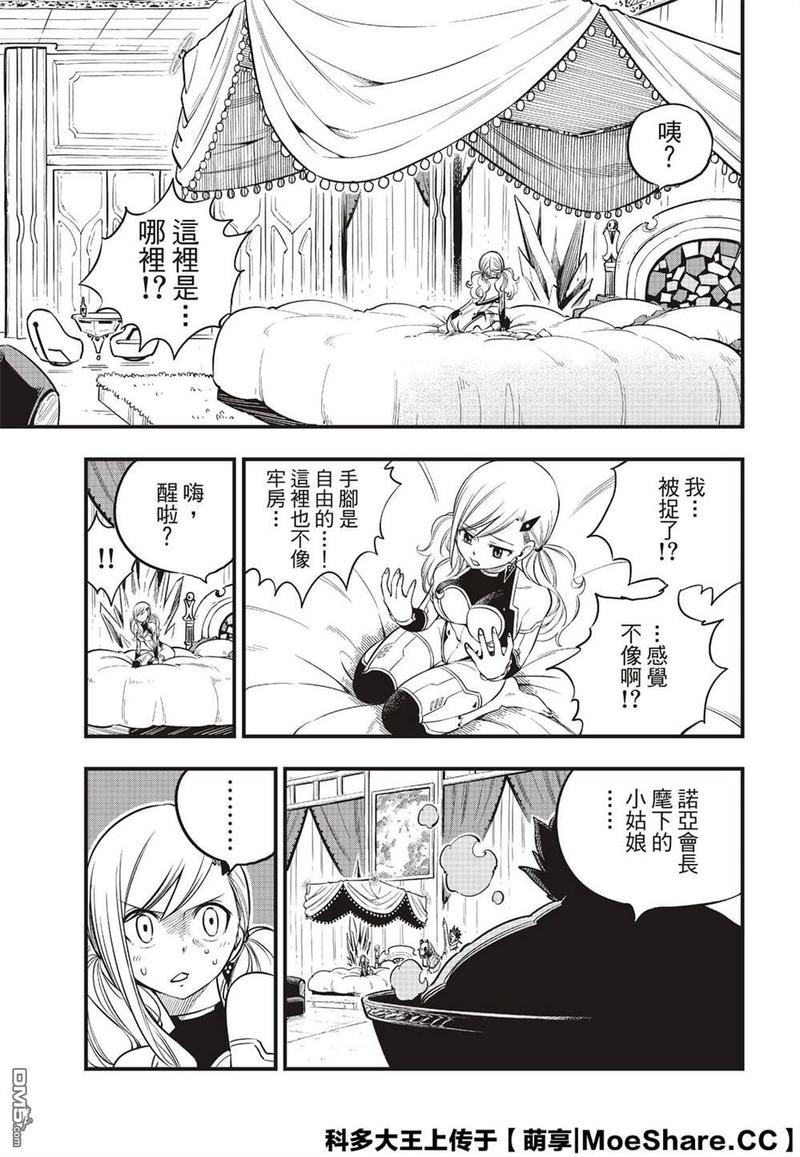 咦?
這裡是…
哪裡!?
我…
被捉了!?
…感覺
不像啊!?
手腳是
自由的…!
這裡也不像
牢房…
嗨,
醒啦?
!!
諾亞會長
麾下的
小姑娘
……
………
DM5.com
科多大王上传于【萌享|MoeShare.CC】